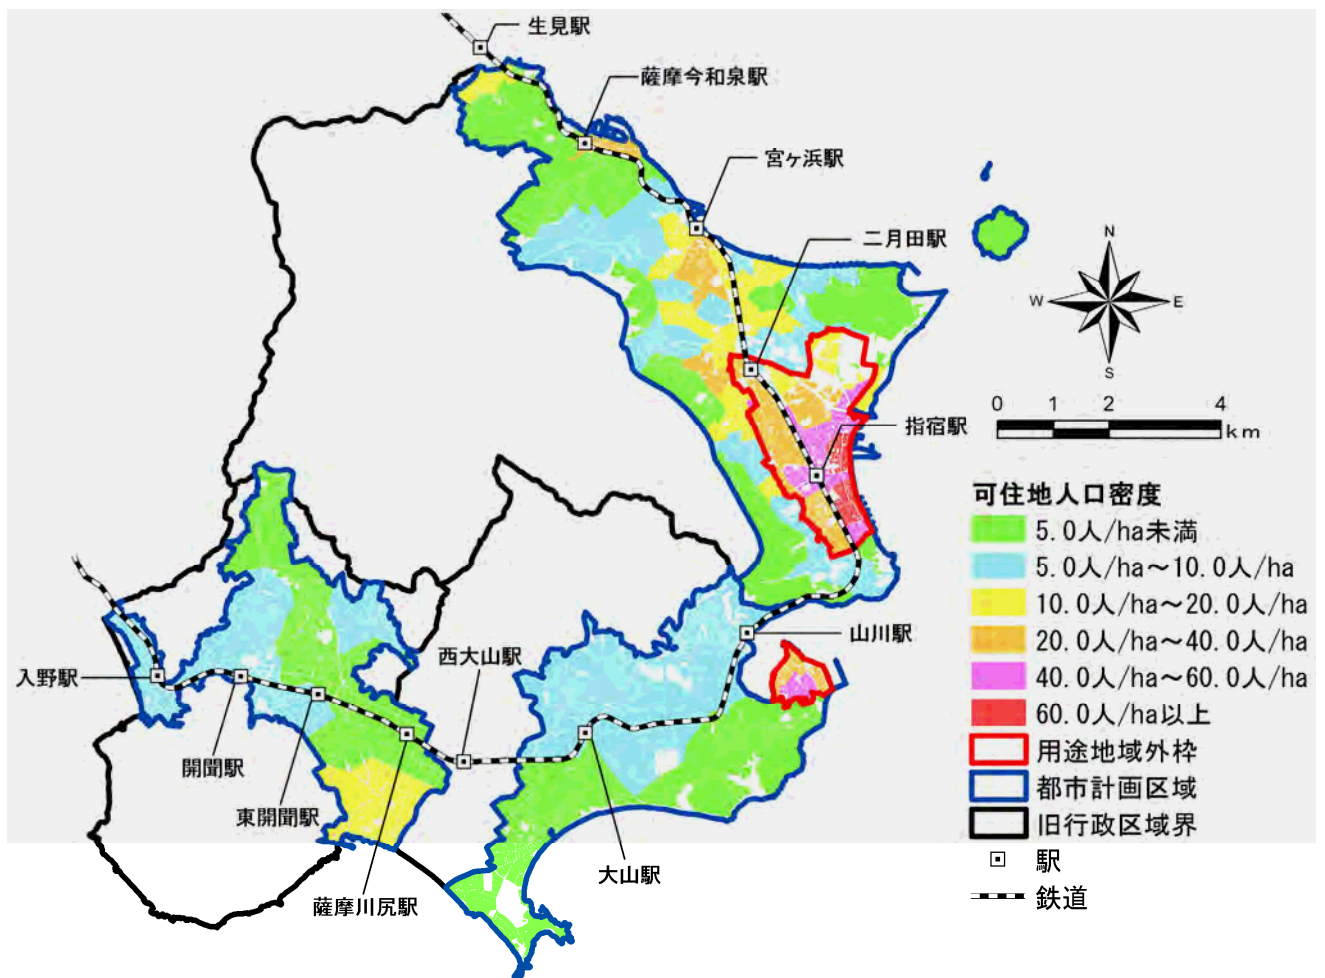 生見駅
薩摩今和泉駅
宮ヶ浜駅
二月田駅
指宿駅
N
W
E
S
0 1 2 4
km
可住地人口密度
5.0人/ha未満
5.0人/ha～10.0人/ha
10.0人/ha～20.0人/ha
20.0人/ha～40.0人/ha
40.0人/ha～60.0人/ha
60.0人/ha以上
用途地域外枠
都市計画区域
旧行政区域界
駅
鉄道
山川駅
西大山駅
入野駅
開聞駅
東開聞駅
大山駅
薩摩川尻駅